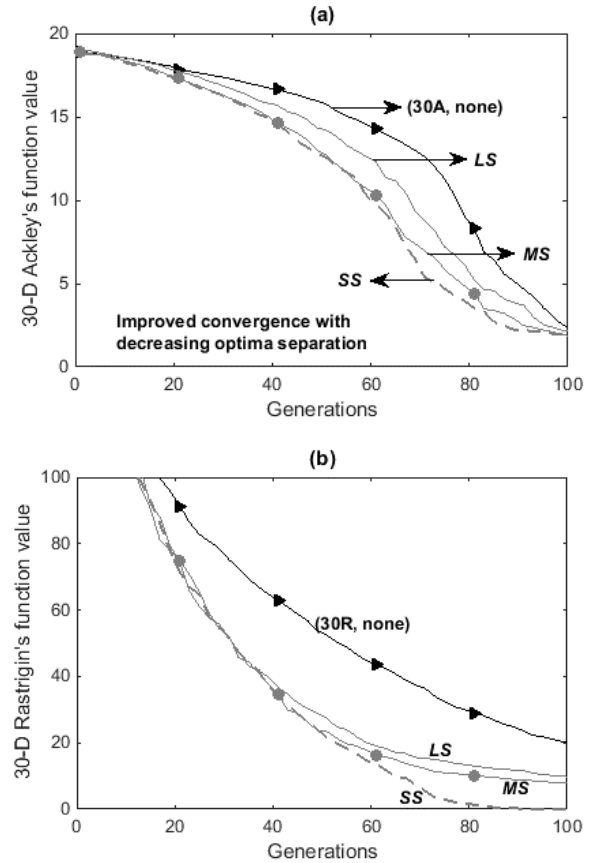 (a)
30-D Ackley's function value
20
15
10
5
0
(30A, none)
LS
MS
SS
Improved convergence with
decreasing optima separation
0 20 40 60 80 100
Generations
(b)
30-D Rastrigin's function value
100
80
60
40
20
0
(30R, none)
LS
MS
SS
0 20 40 60 80 100
Generations